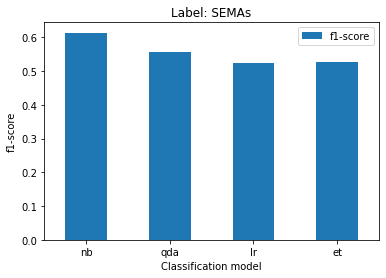 Label: SEMAs
f1-score
0.6
0.5
0.4
0.3
0.2
0.1
0.0
f1-score
nb qda lr et
Classification model